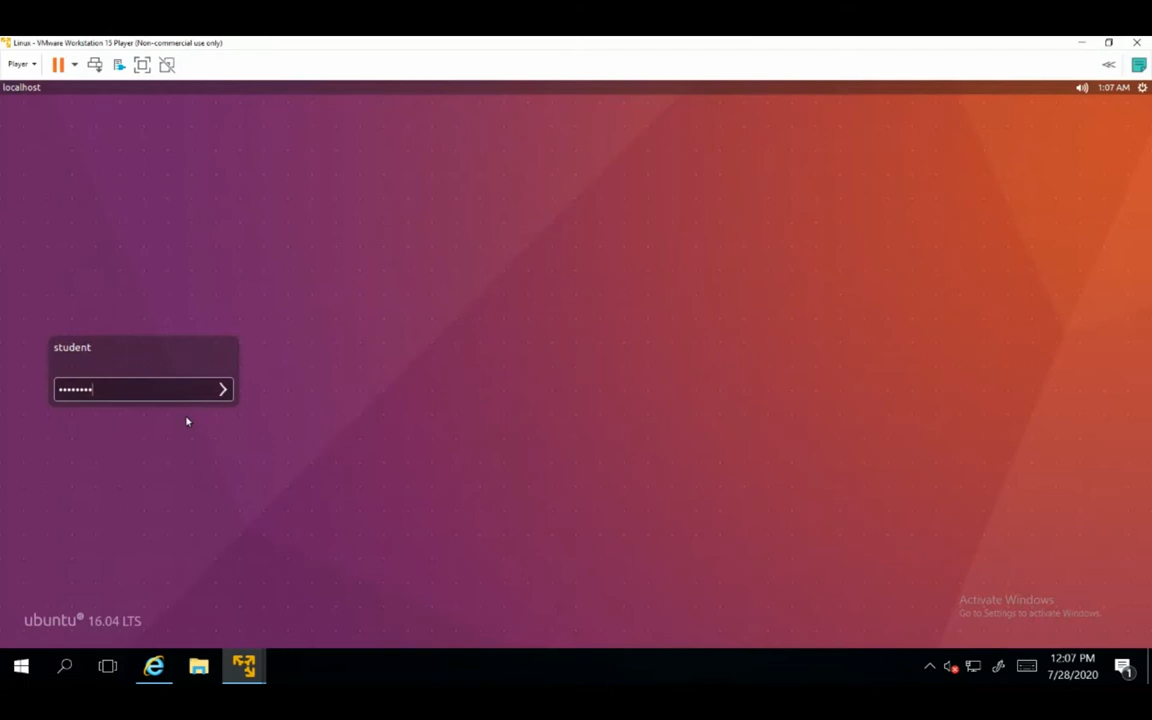 Linux - VMware Workstation 15 Player (Non-commercial use only)
Player
localhost
1:07 AM
student
ubuntu® 16.04 LTS
Activate Windows
Go to Settings to activate Windows.
12:07 PM
7/28/2020
1